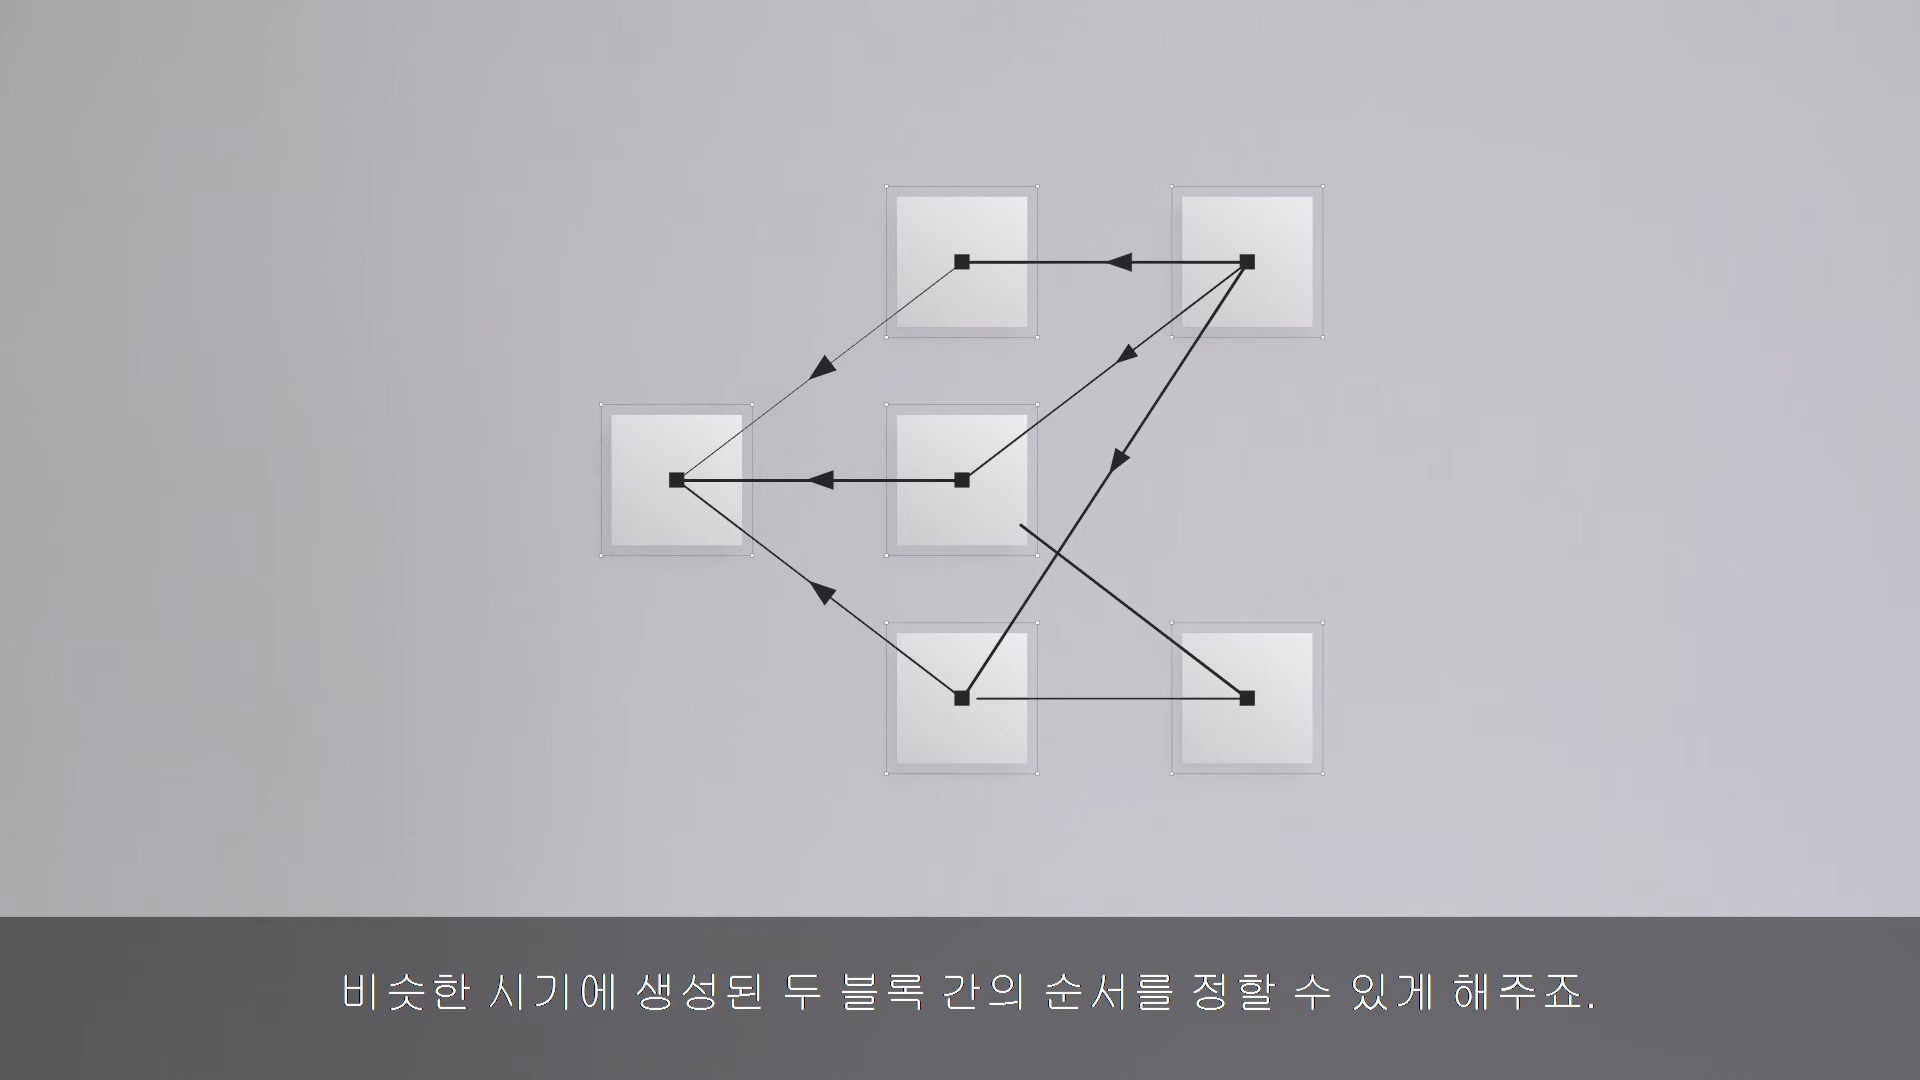 비슷한 시기에 생성된 두 블록 간의 순서를 정할 수 있게 해주죠.